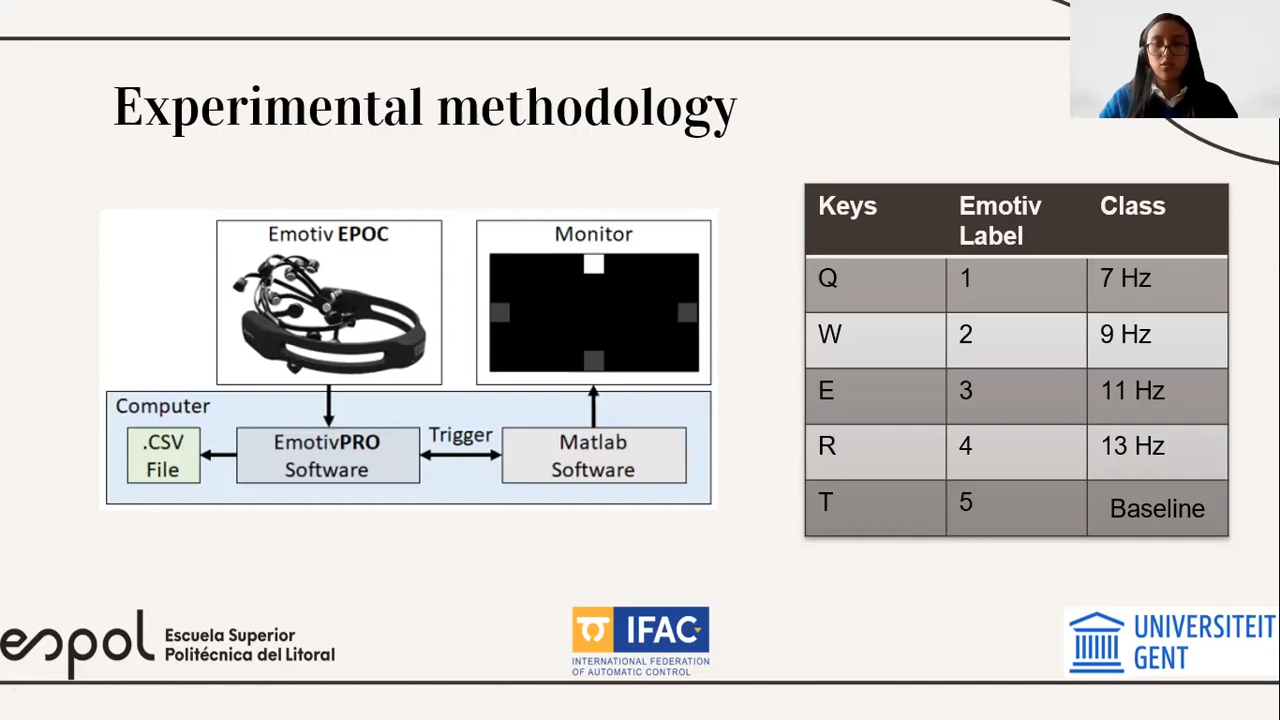 Experimental methodology
Emotiv EPOC
Monitor
Computer
.CSV
File
EmotivPRO
Software
Trigger
Matlab
Software
Keys Emotiv Label Class
Q 1 7 Hz
W 2 9 Hz
E 3 11 Hz
R 4 13 Hz
T 5 Baseline
espol
Escuela Superior
Politécnica del Litoral
IFAC
INTERNATIONAL FEDERATION
OF AUTOMATIC CONTROL
UNIVERSITEIT
GENT